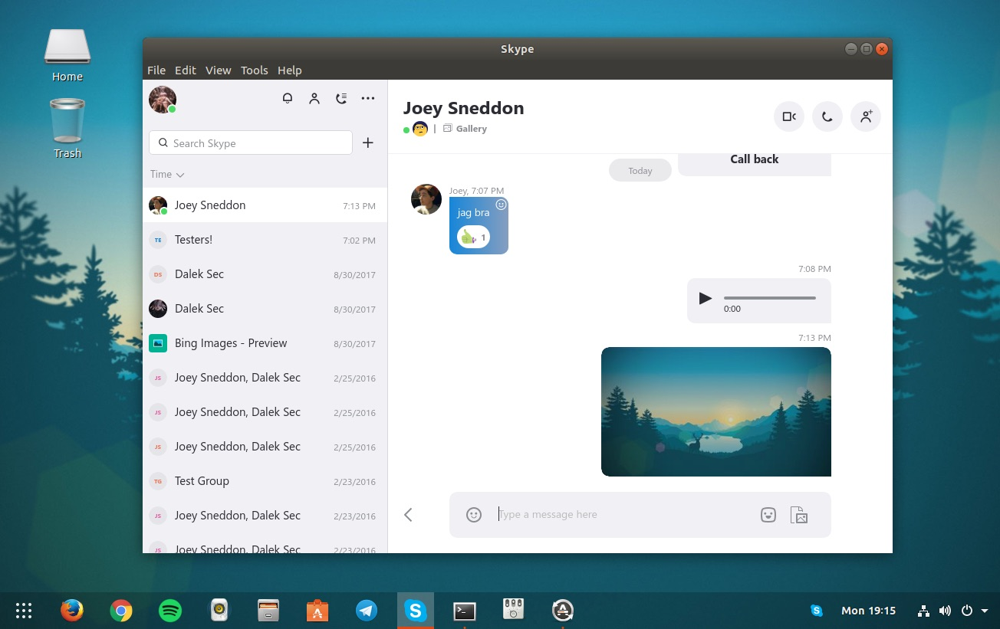 Home
Trash
Skype
File Edit View Tools Help
Search Skype
Time
Joey Sneddon 7:13 PM
TE Testers! 7:02 PM
DS Dalek Sec 8/30/2017
Dalek Sec 8/30/2017
Bing Images - Preview 8/30/2017
JS Joey Sneddon, Dalek Sec 2/25/2016
JS Joey Sneddon, Dalek Sec 2/25/2016
JS Joey Sneddon, Dalek Sec 2/25/2016
TG Test Group 2/23/2016
JS Joey Sneddon, Dalek Sec 2/23/2016
JS Joey Sneddon, Dalek Sec 2/23/2016
Joey Sneddon
| Gallery
Call back
Today
Joey, 7:07 PM
jag bra
1
7:08 PM
0:00
7:13 PM
Type a message here
Mon 19:15